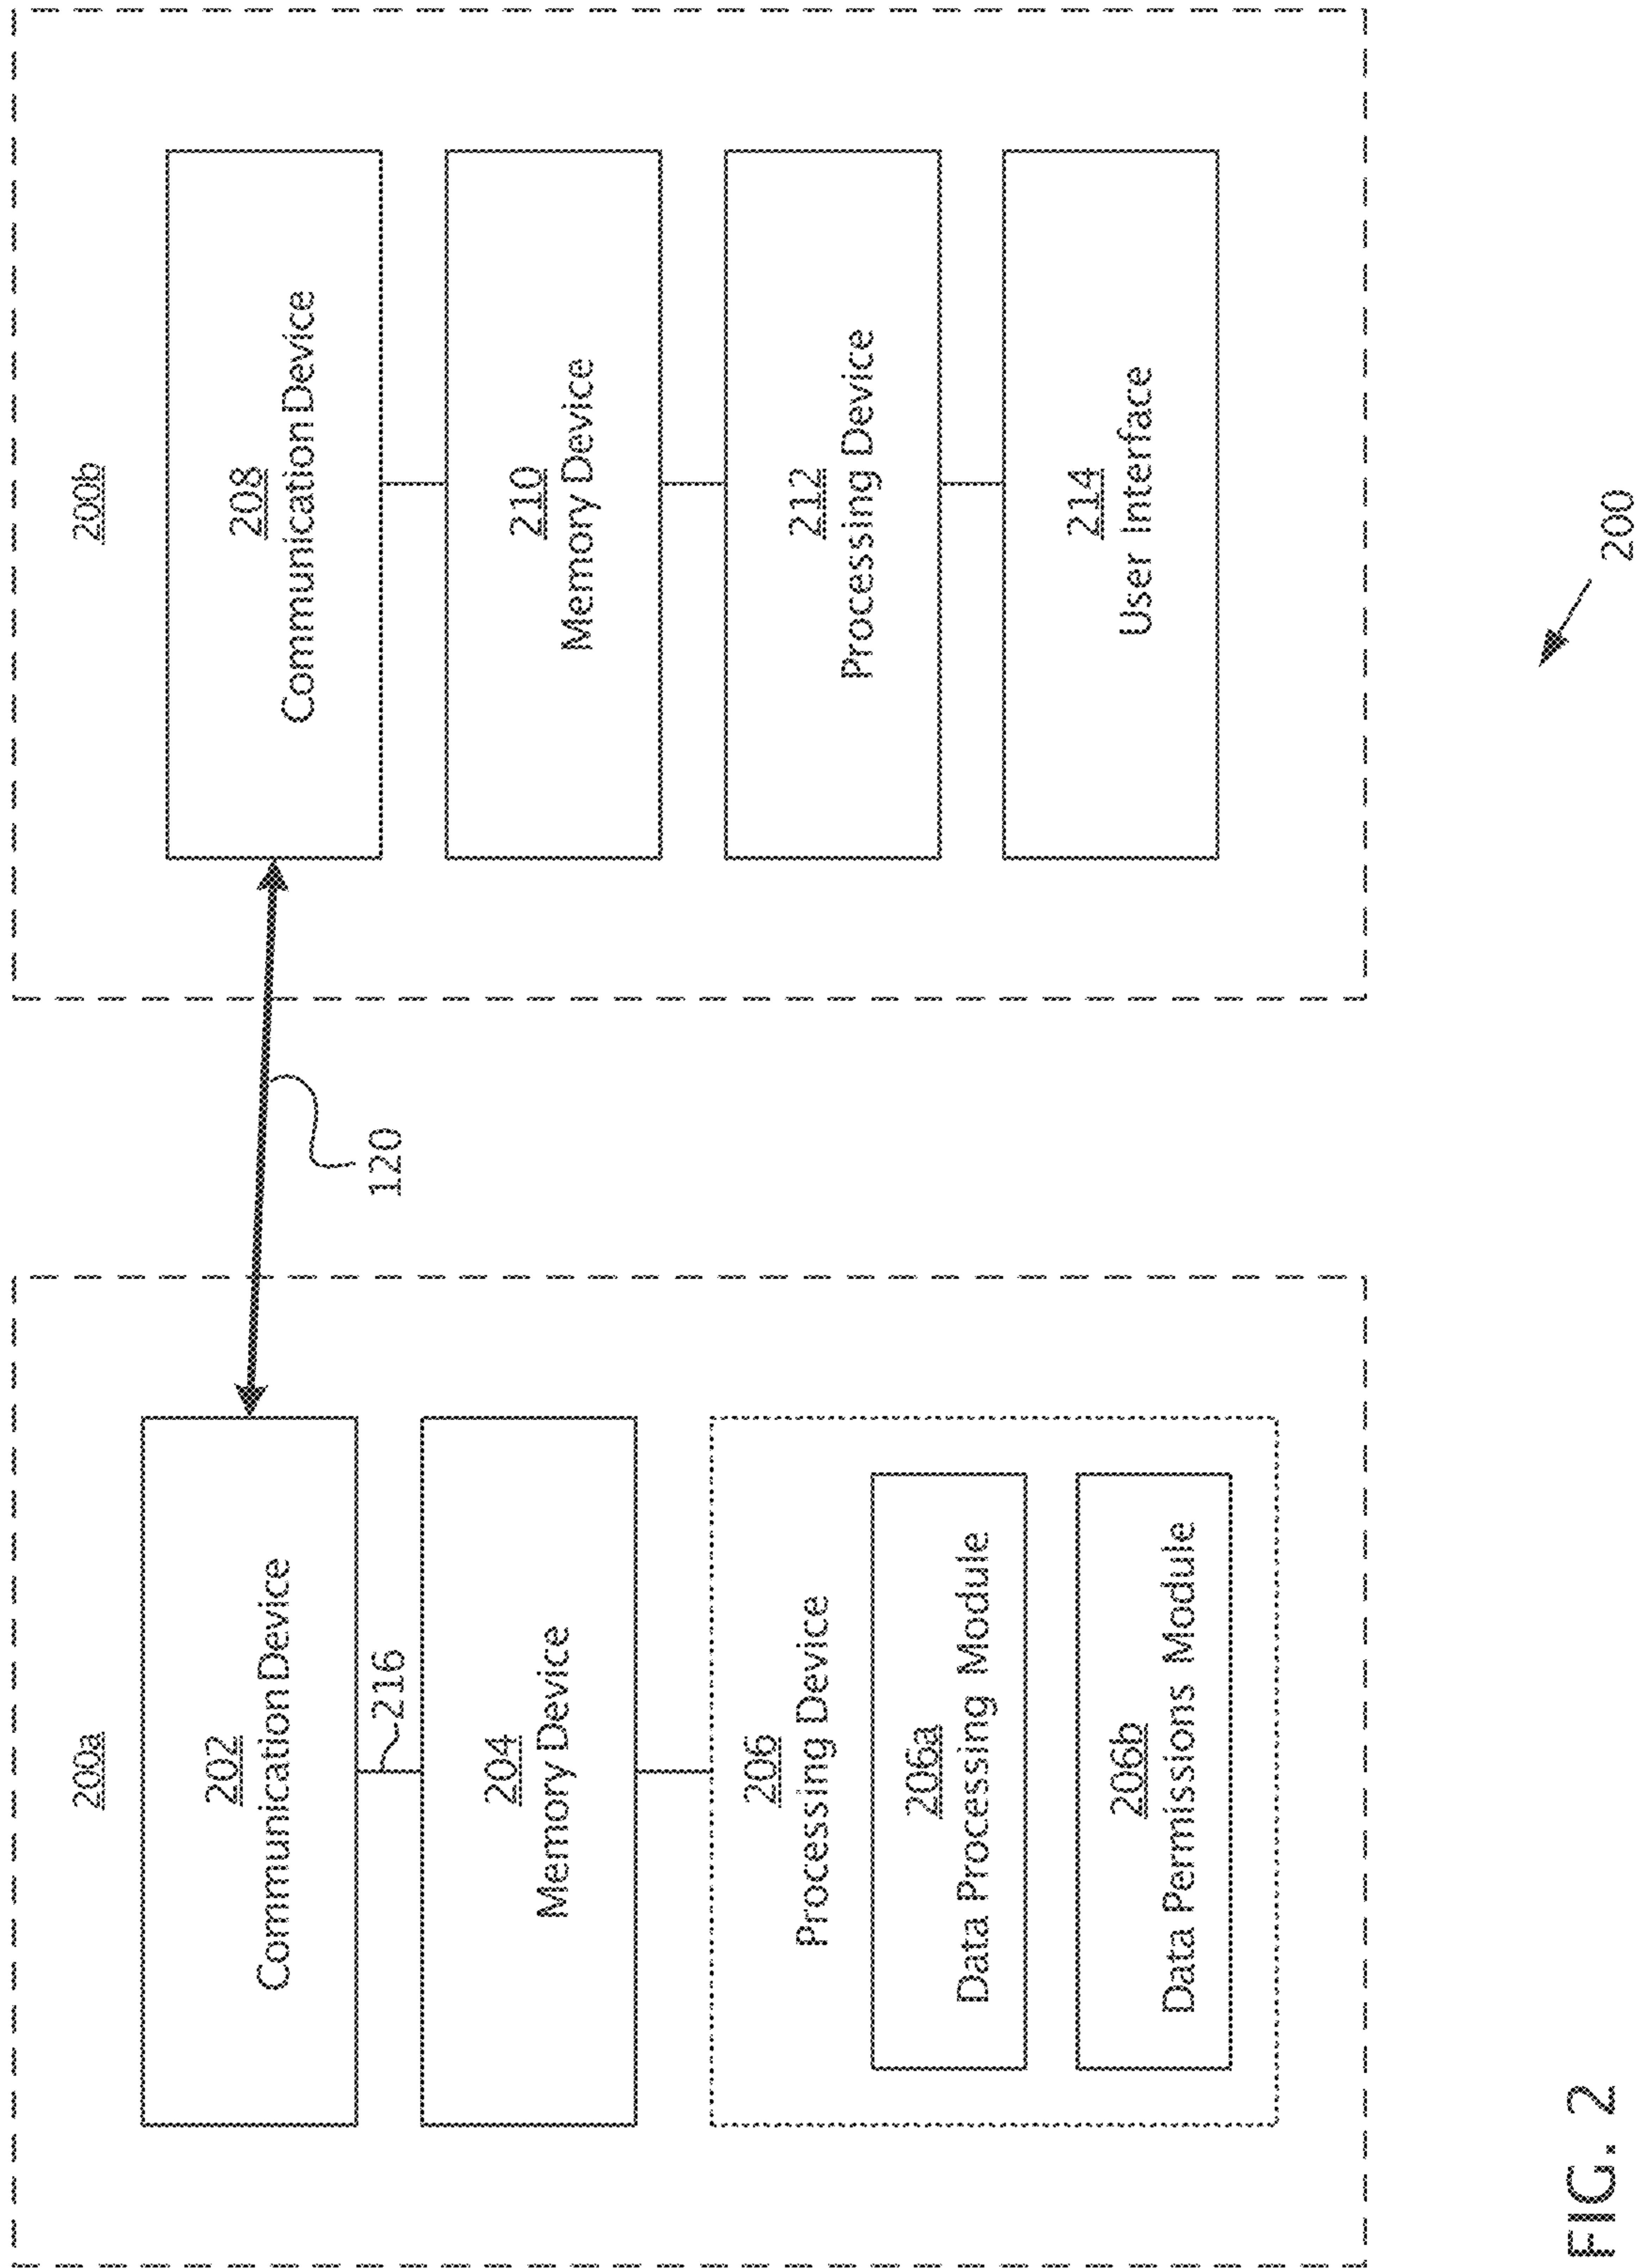 200a
202
Communication Device
216
204
Memory Device
206
Processing Device
206a
Data Processing Module
206b
Data Permissions Module
120
200b
208
Communication Device
210
Memory Device
212
Processing Device
214
User Interface
200
FIG. 2